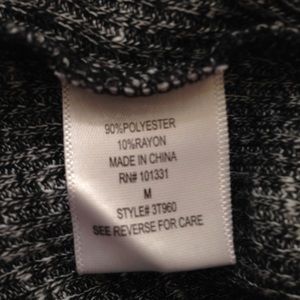 90%POLYESTER
10%RAYON
MADE IN CHINA
RN# 101331
M
STYLE# 3T960
SEE REVERSE FOR CARE